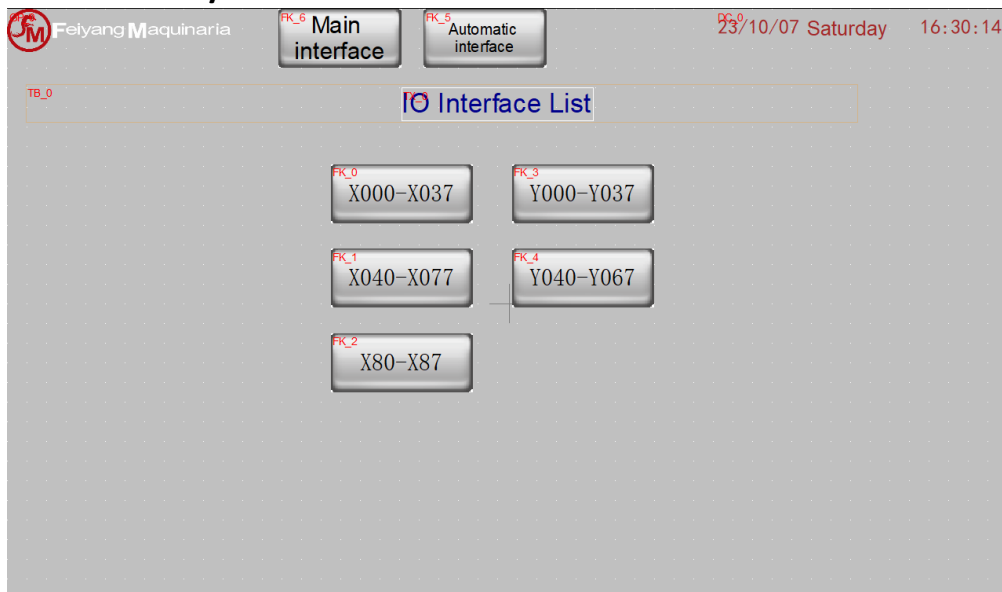 SM Feiyang Maquinaria
FK_6 Main
interface
FK_5 Automatic
interface
23/10/07 Saturday 16:30:14
TB_0
IO Interface List
FK_0
X000-X037
FK_3
Y000-Y037
FK_1
X040-X077
FK_4
Y040-Y067
FK_2
X80-X87